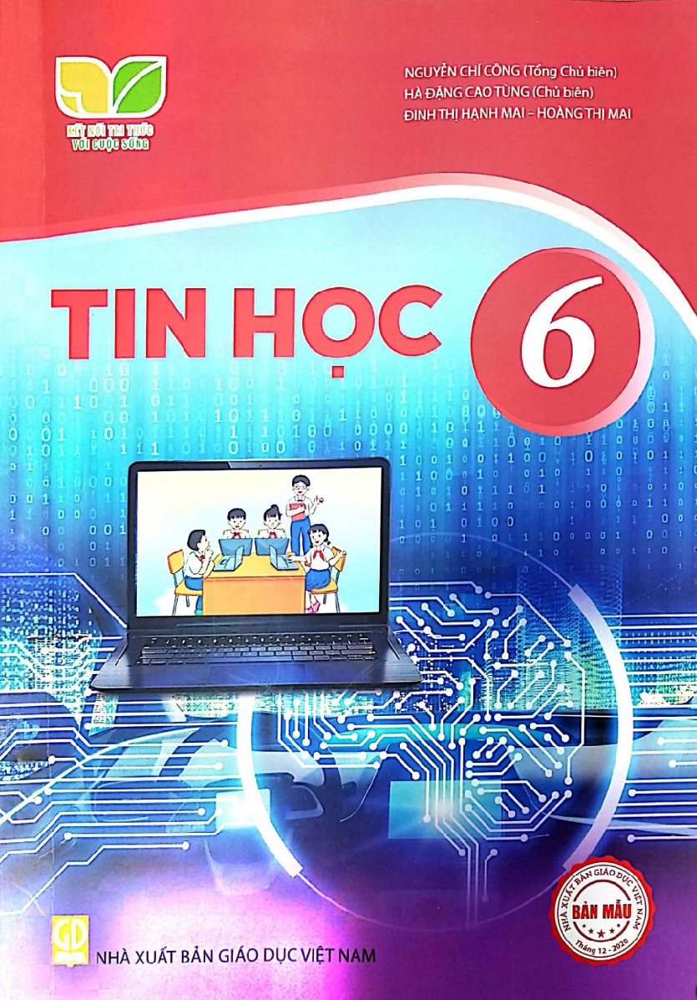 NGUYỄN CHÍ CÔNG (Tổng Chủ biên)
HÀ ĐẶNG CAO TÙNG (Chủ biên)
ĐINH THỊ HẠNH MAI – HOÀNG THỊ MAI
KẾT NỐI TRI THỨC
VỚI CUỘC SỐNG
TIN HỌC 6
NHÀ XUẤT BẢN GIÁO DỤC VIỆT NAM
BẢN MẪU
Tháng 12 - 2020
GD
NHÀ XUẤT BẢN GIÁO DỤC VIỆT NAM